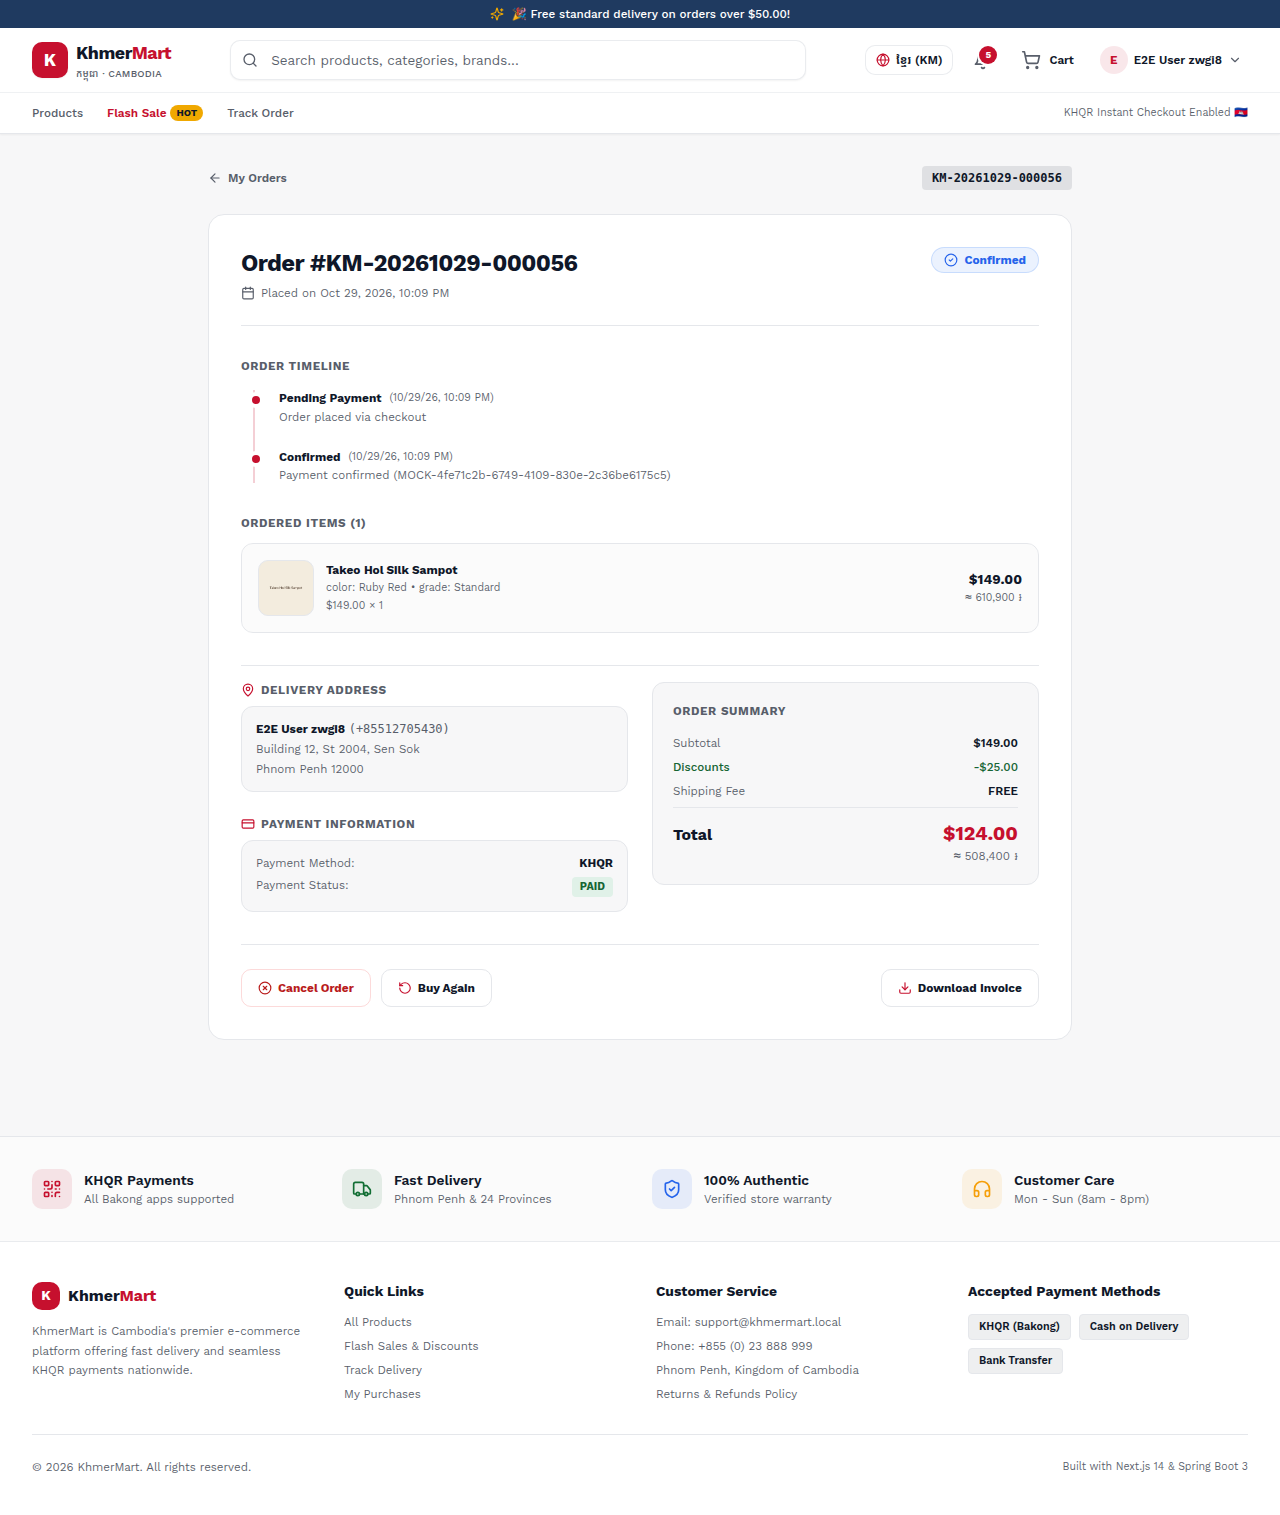 🎉 Free standard delivery on orders over $50.00!
K
KhmerMart
កម្ពុជា · CAMBODIA
Search products, categories, brands...
ខ្មែរ (KM)
5
Cart
E
E2E User zwgi8
Products
Flash Sale HOT
Track Order
KHQR Instant Checkout Enabled 🇰🇭
My Orders
KM-20261029-000056
Order #KM-20261029-000056
Confirmed
Placed on Oct 29, 2026, 10:09 PM
ORDER TIMELINE
Pending Payment (10/29/26, 10:09 PM)
Order placed via checkout
Confirmed (10/29/26, 10:09 PM)
Payment confirmed (MOCK-4fe71c2b-6749-4109-830e-2c36be6175c5)
ORDERED ITEMS (1)
Takeo Hol Silk Sampot
Takeo Hol Silk Sampot
color: Ruby Red • grade: Standard
$149.00 × 1
$149.00
≈ 610,900 ៛
DELIVERY ADDRESS
E2E User zwgi8 (+85512705430)
Building 12, St 2004, Sen Sok
Phnom Penh 12000
PAYMENT INFORMATION
Payment Method: KHQR
Payment Status: PAID
ORDER SUMMARY
Subtotal $149.00
Discounts -$25.00
Shipping Fee FREE
Total $124.00
≈ 508,400 ៛
Cancel Order
Buy Again
Download Invoice
KHQR Payments
All Bakong apps supported
Fast Delivery
Phnom Penh & 24 Provinces
100% Authentic
Verified store warranty
Customer Care
Mon - Sun (8am - 8pm)
K
KhmerMart
KhmerMart is Cambodia's premier e-commerce
platform offering fast delivery and seamless
KHQR payments nationwide.
Quick Links
All Products
Flash Sales & Discounts
Track Delivery
My Purchases
Customer Service
Email: support@khmermart.local
Phone: +855 (0) 23 888 999
Phnom Penh, Kingdom of Cambodia
Returns & Refunds Policy
Accepted Payment Methods
KHQR (Bakong)
Cash on Delivery
Bank Transfer
© 2026 KhmerMart. All rights reserved.
Built with Next.js 14 & Spring Boot 3